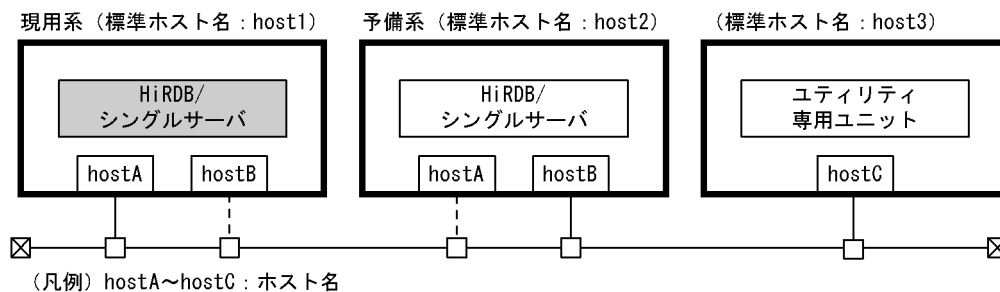 現用系（標準ホスト名：host1）
予備系（標準ホスト名：host2）
（標準ホスト名：host3）
HiRDB/
シングルサーバ
HiRDB/
シングルサーバ
ユティリティ
専用ユニット
hostA
hostB
hostA
hostB
hostC
（凡例）hostA～hostC：ホスト名